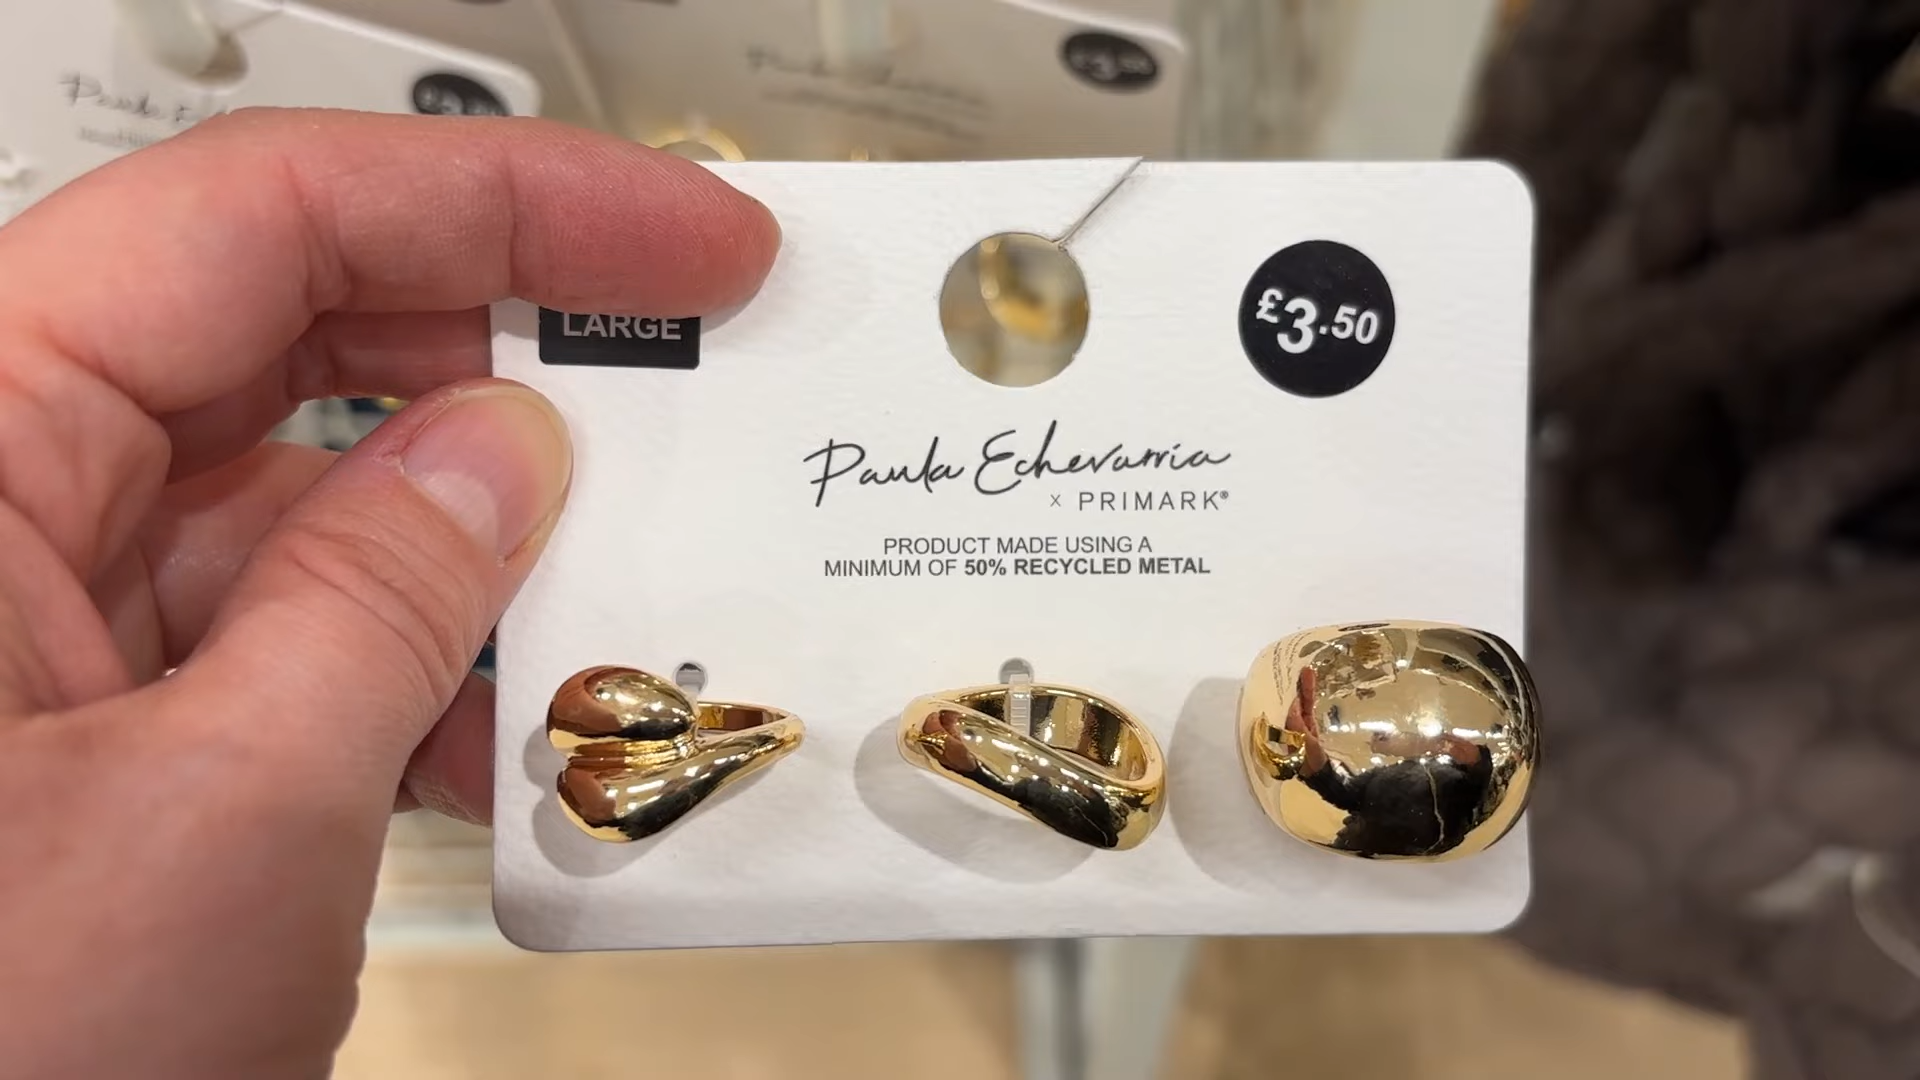 LARGE
£3.50
Paula Echevarria
x PRIMARK®
PRODUCT MADE USING A
MINIMUM OF 50% RECYCLED METAL